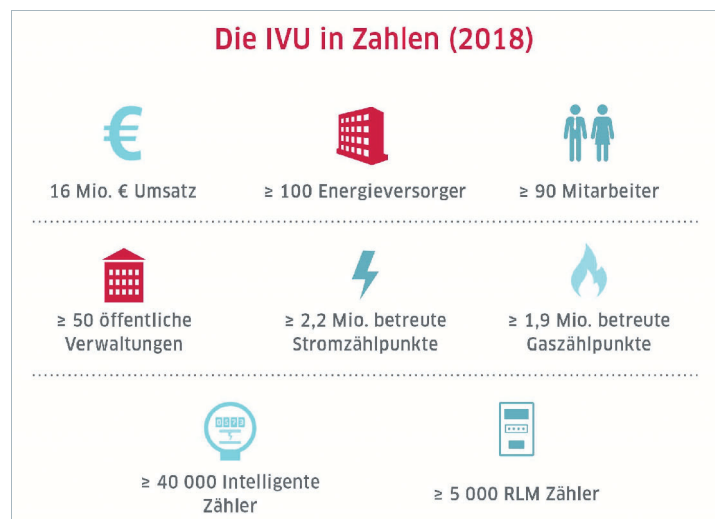 Die IVU in Zahlen (2018)
16 Mio. € Umsatz
≥ 100 Energieversorger
≥ 90 Mitarbeiter
≥ 50 öffentliche
Verwaltungen
≥ 2,2 Mio. betreute
Stromzählpunkte
≥ 1,9 Mio. betreute
Gaszählpunkte
0573
≥ 40 000 Intelligente
Zähler
≥ 5 000 RLM Zähler